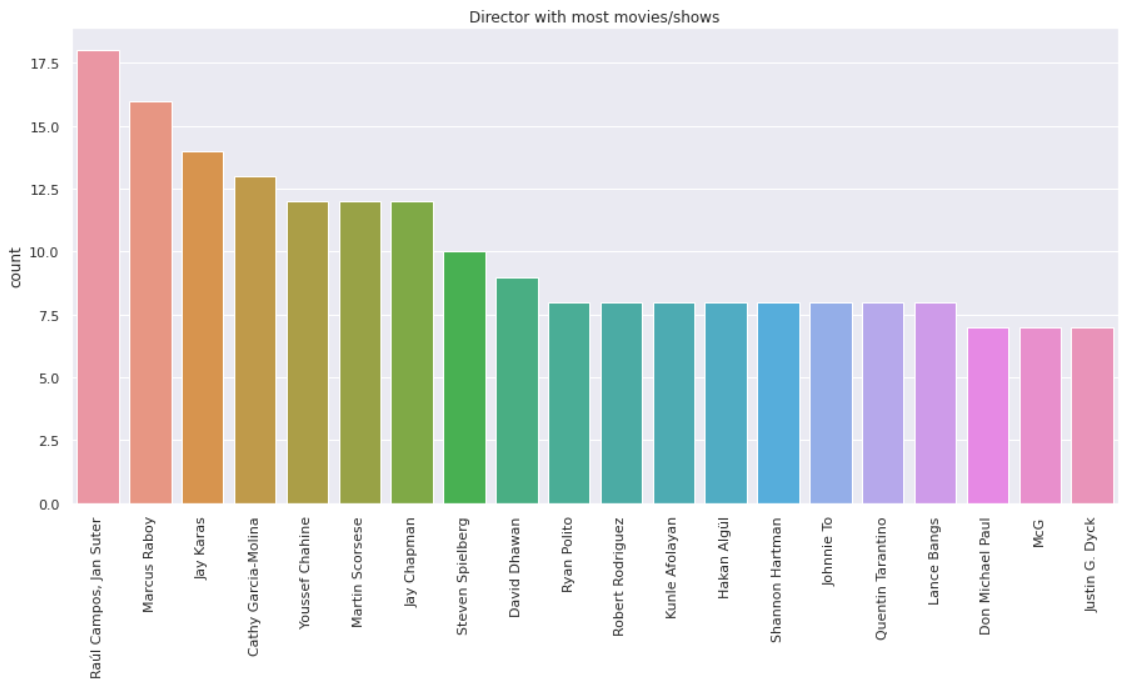 Director with most movies/shows
count
17.5
15.0
12.5
10.0
7.5
5.0
2.5
0.0
Raúl Campos, Jan Suter
Marcus Raboy
Jay Karas
Cathy Garcia-Molina
Youssef Chahine
Martin Scorsese
Jay Chapman
Steven Spielberg
David Dhawan
Ryan Polito
Robert Rodriguez
Kunle Afolayan
Hakan Algül
Shannon Hartman
Johnnie To
Quentin Tarantino
Lance Bangs
Don Michael Paul
McG
Justin G. Dyck